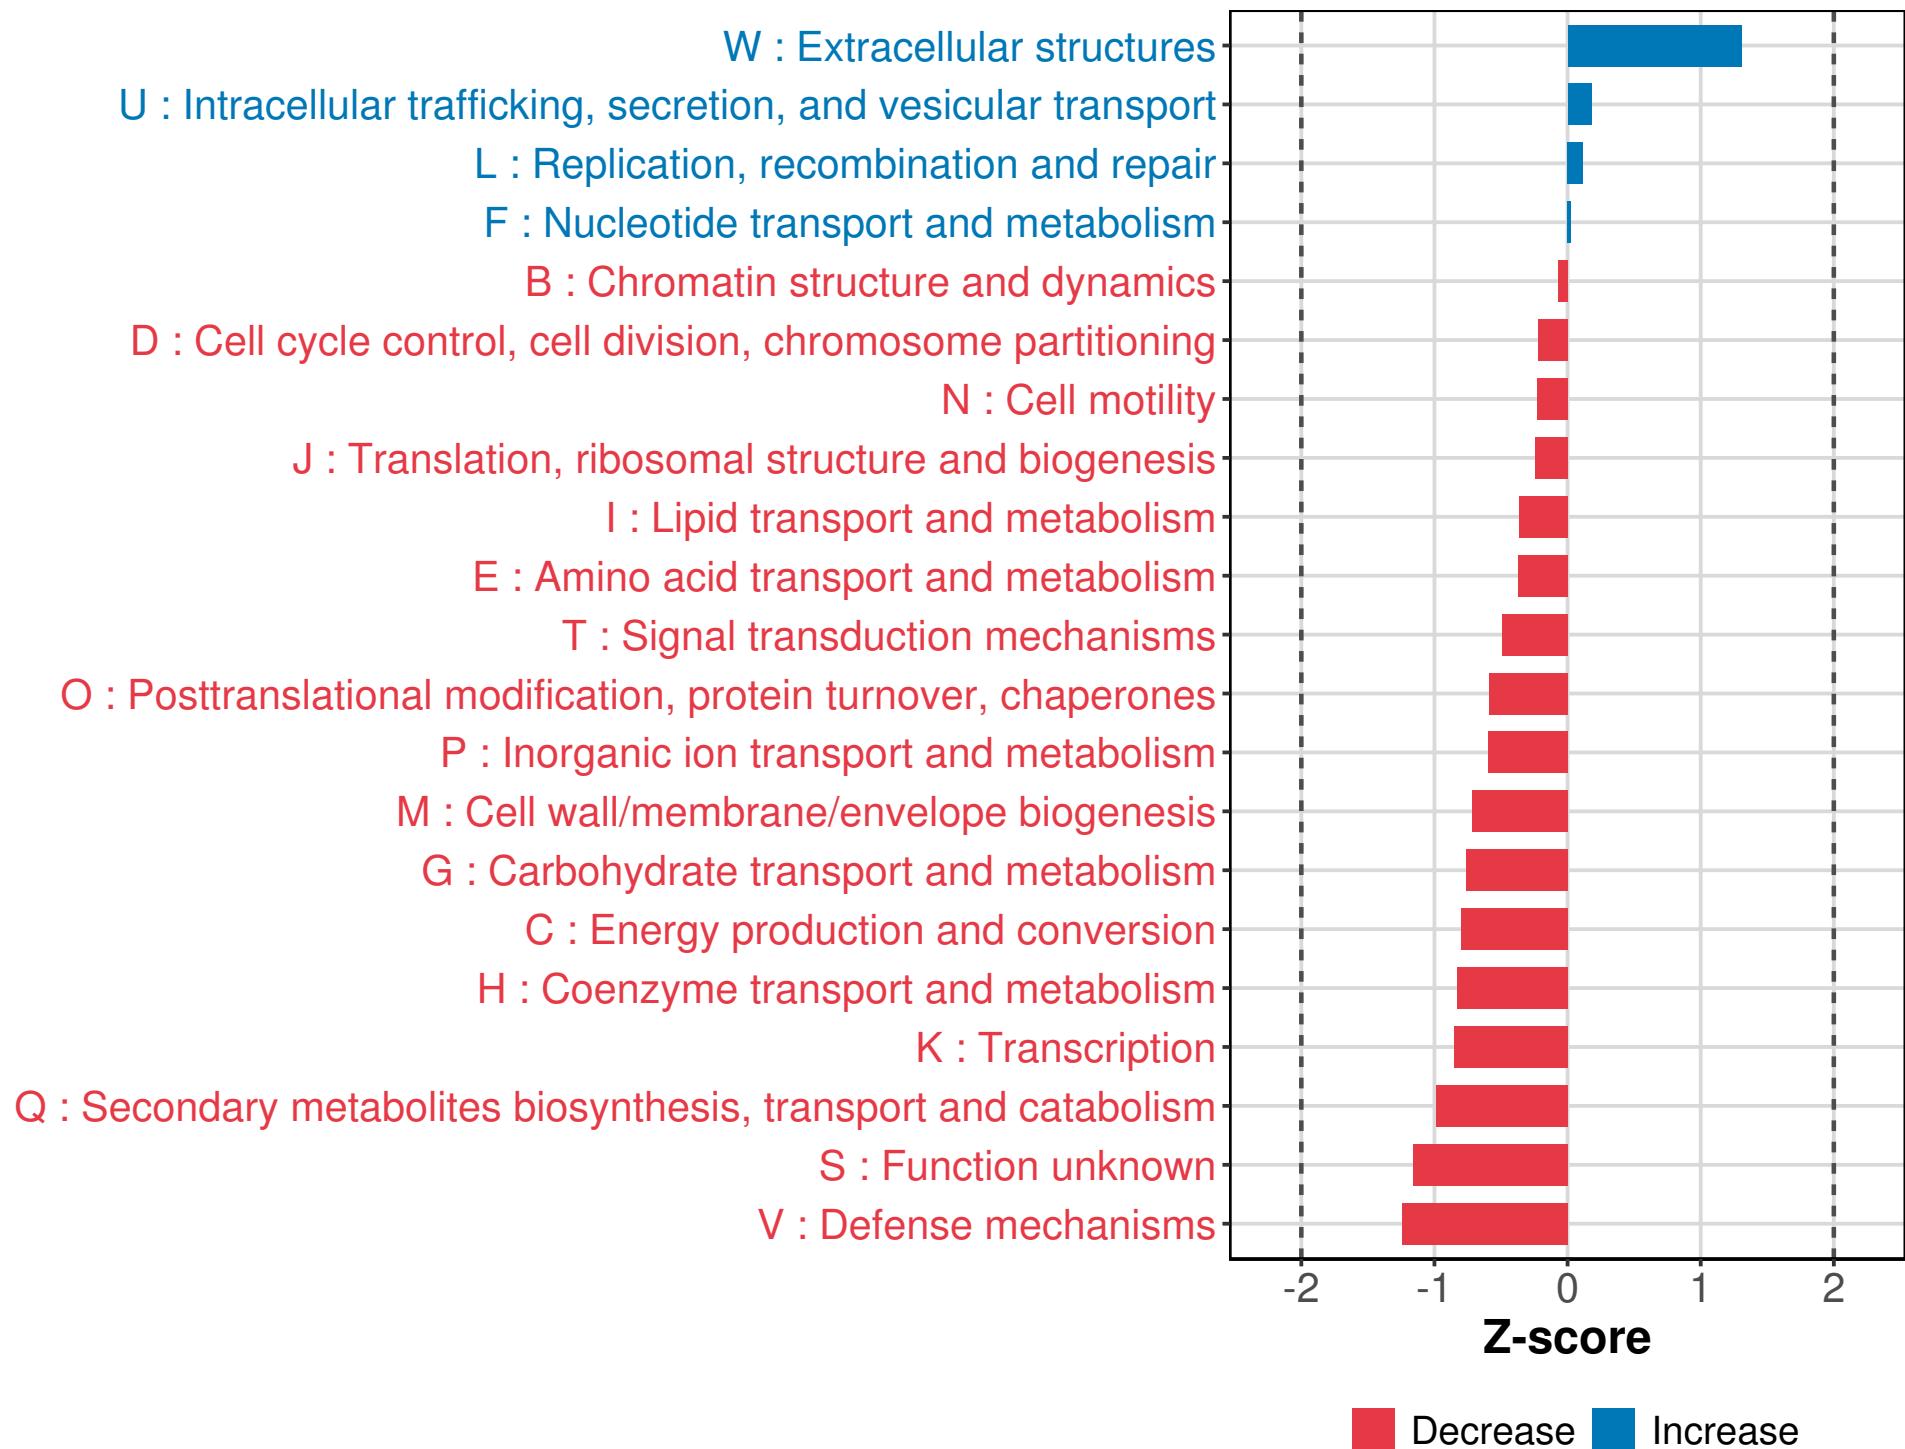 W : Extracellular structures
U : Intracellular trafficking, secretion, and vesicular transport
L : Replication, recombination and repair
F : Nucleotide transport and metabolism
B : Chromatin structure and dynamics
D : Cell cycle control, cell division, chromosome partitioning
N : Cell motility
J : Translation, ribosomal structure and biogenesis
I : Lipid transport and metabolism
E : Amino acid transport and metabolism
T : Signal transduction mechanisms
O : Posttranslational modification, protein turnover, chaperones
P : Inorganic ion transport and metabolism
M : Cell wall/membrane/envelope biogenesis
G : Carbohydrate transport and metabolism
C : Energy production and conversion
H : Coenzyme transport and metabolism
K : Transcription
Q : Secondary metabolites biosynthesis, transport and catabolism
S : Function unknown
V : Defense mechanisms
-2 -1 0 1 2
Z-score
Decrease Increase